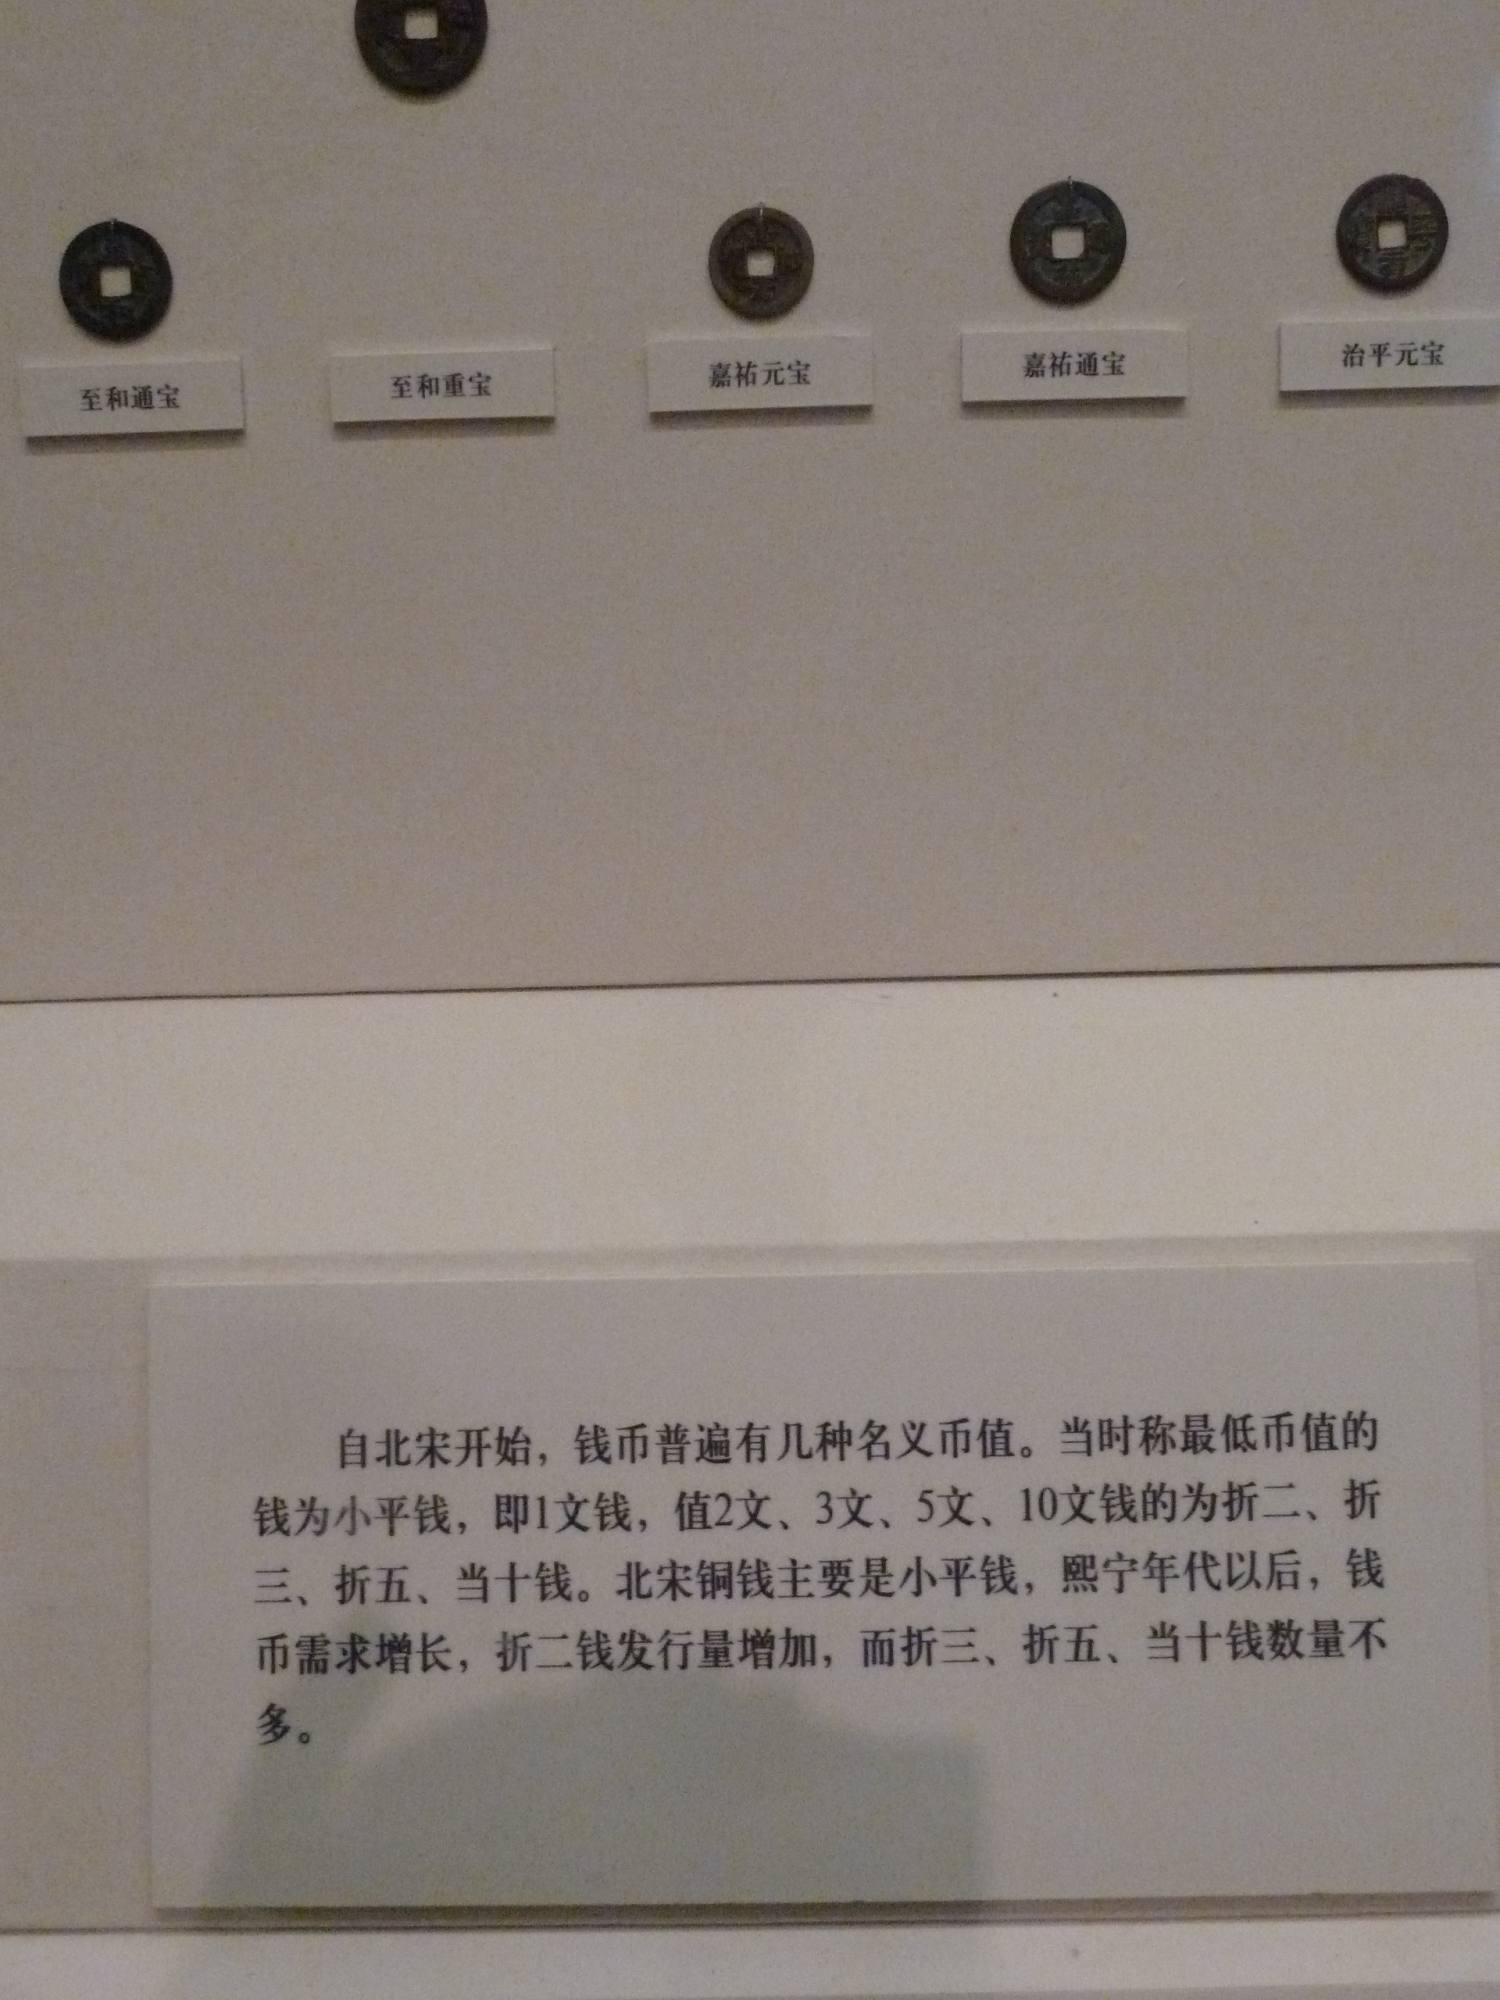 至和通宝
至和重宝
嘉祐元宝
嘉祐通宝
治平元宝
自北宋开始，钱币普遍有几种名义币值。当时称最低币值的
钱为小平钱，即1文钱，值2文、3文、5文、10文钱的为折二、折
三、折五、当十钱。北宋铜钱主要是小平钱，熙宁年代以后，钱
币需求增长，折二钱发行量增加，而折三、折五、当十钱数量不
多。